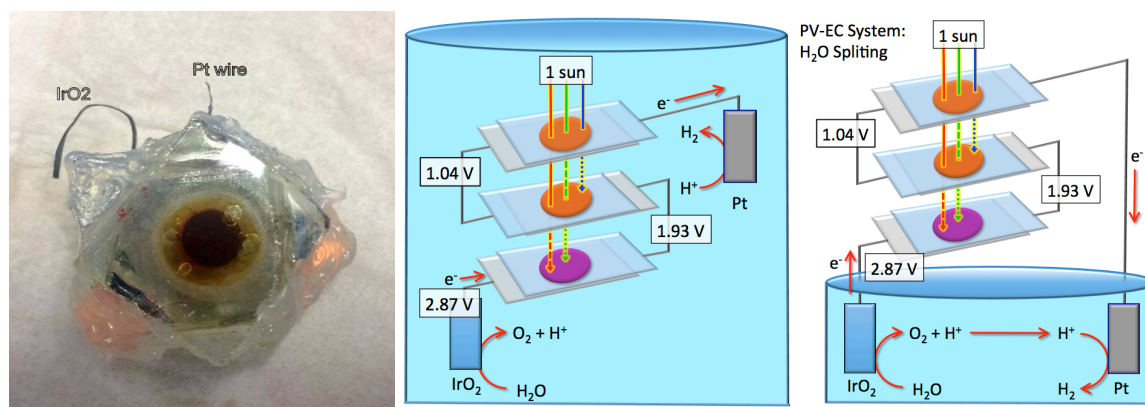 IrO2
Pt wire
1 sun
e-
H₂
1.04 V
H⁺
Pt
1.93 V
e-
2.87 V
O₂ + H⁺
IrO₂
H₂O
PV-EC System:
H₂O Spliting
1 sun
1.04 V
e-
1.93 V
e-
2.87 V
O₂ + H⁺
H⁺
IrO₂
H₂O
H₂
Pt